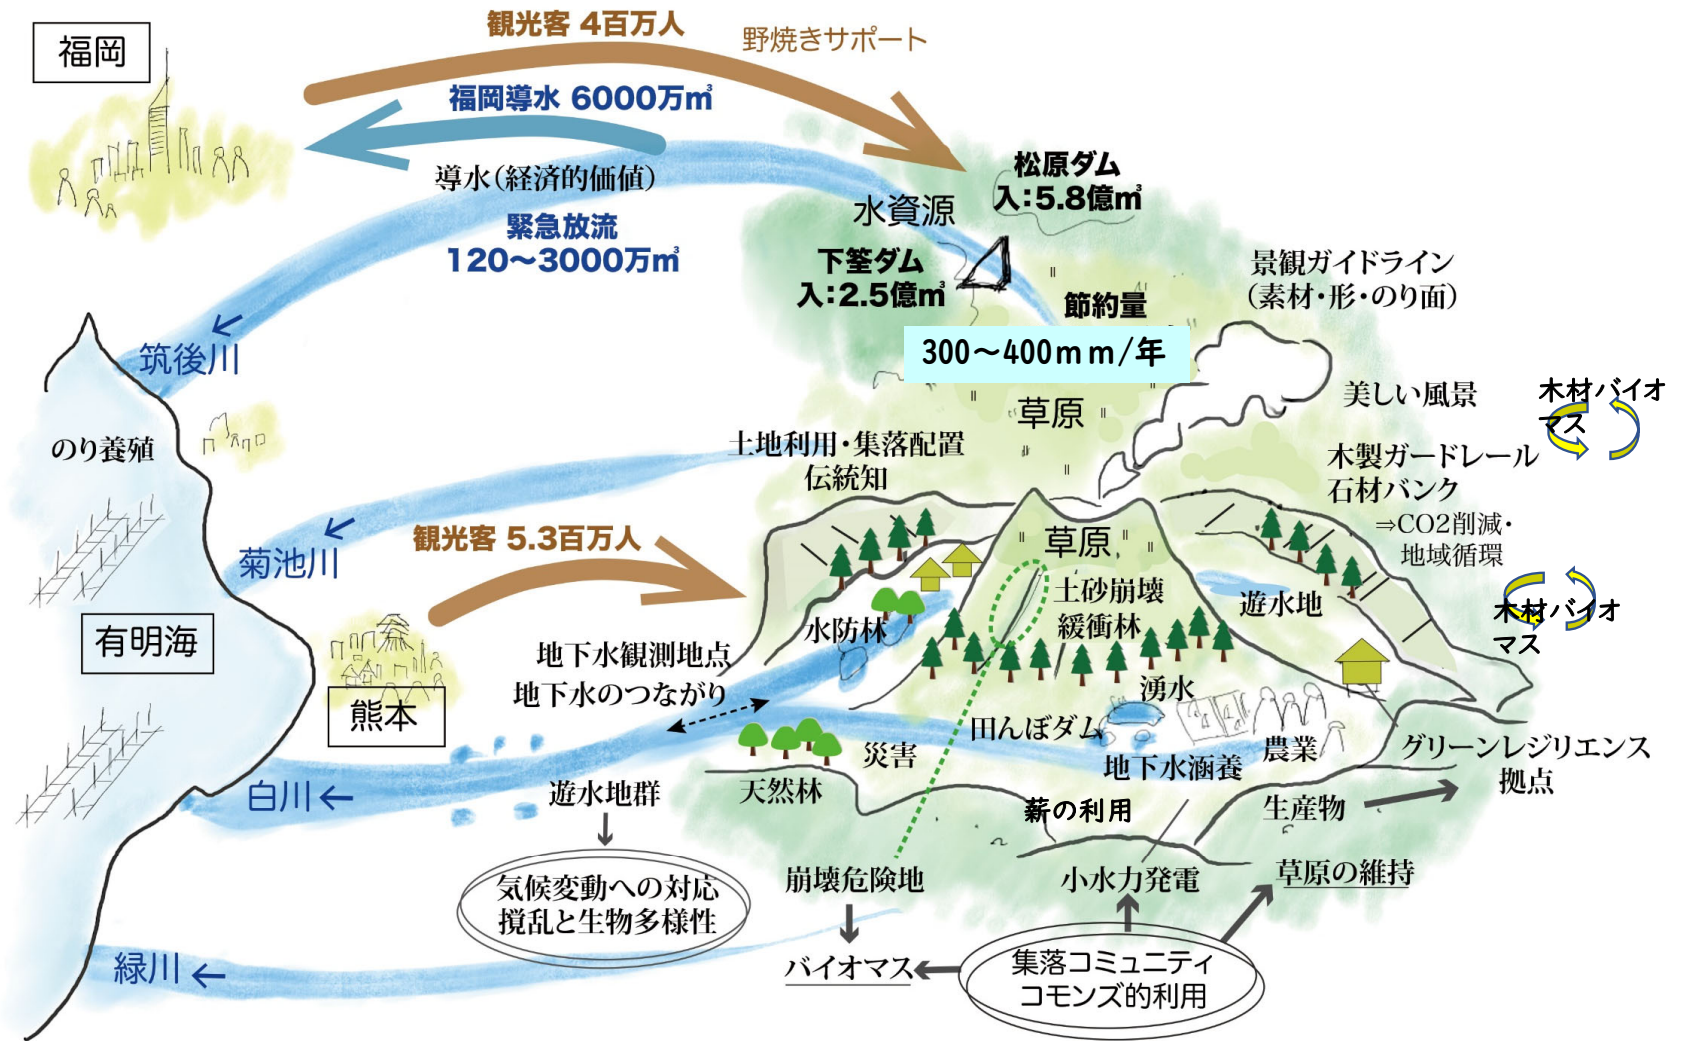 観光客 4百万人
野焼きサポート
福岡
福岡導水 6000万㎥
導水(経済的価値)
緊急放流
120〜3000万㎥
松原ダム
入：5.8億㎥
水資源
下筌ダム
入：2.5億㎥
節約量
300〜400ｍｍ/年
景観ガイドライン
(素材・形・のり面)
筑後川
美しい風景
木材バイオ
マス
草原
のり養殖
土地利用・集落配置
伝統知
木製ガードレール
石材バンク
⇒CO2削減・
地域循環
観光客 5.3百万人
菊池川
草原
土砂崩壊
緩衝林
遊水地
木材バイオ
マス
有明海
水防林
地下水観測地点
地下水のつながり
熊本
湧水
田んぼダム
災害
地下水涵養
農業
グリーンレジリエンス
拠点
白川
遊水地群
天然林
薪の利用
生産物
気候変動への対応
撹乱と生物多様性
崩壊危険地
小水力発電
草原の維持
緑川
バイオマス
集落コミュニティ
コモンズ的利用